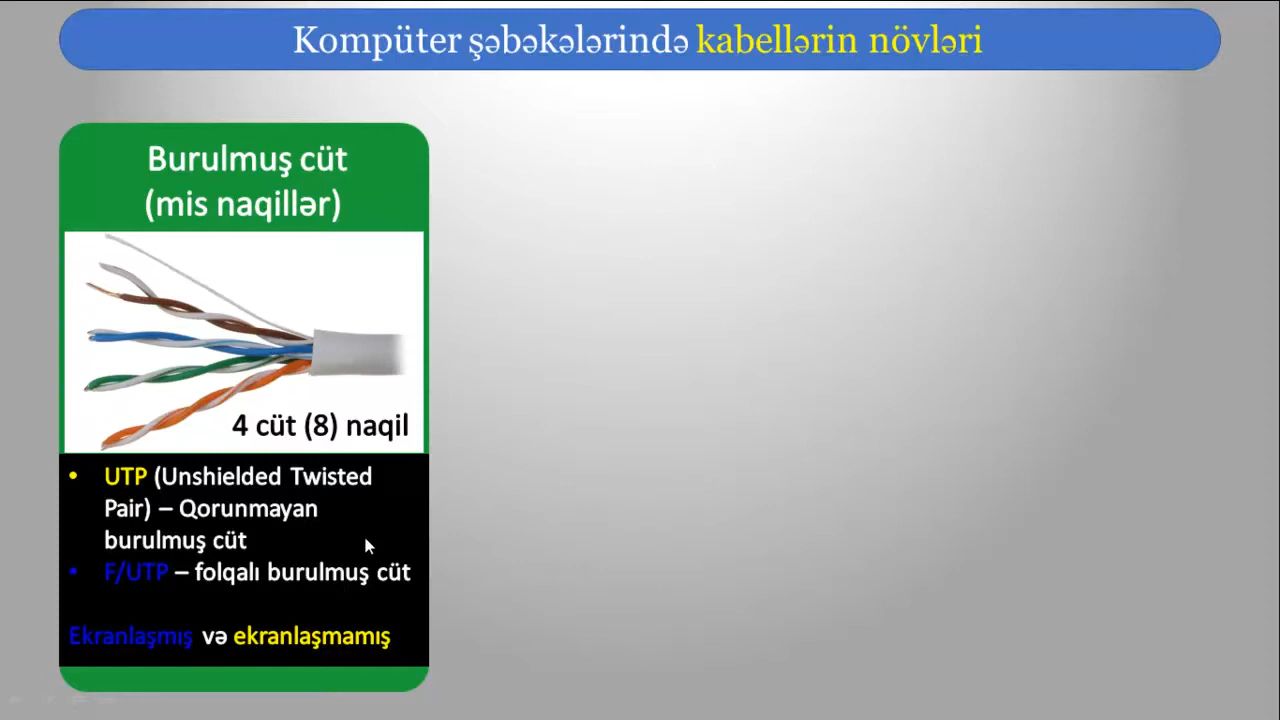 Kompüter şəbəkələrində kabellərin növləri
Burulmuş cüt
(mis naqillər)
4 cüt (8) naqil
• UTP (Unshielded Twisted
Pair) – Qorunmayan
burulmuş cüt
• F/UTP – folqalı burulmuş cüt
Ekranlaşmış və ekranlaşmamış